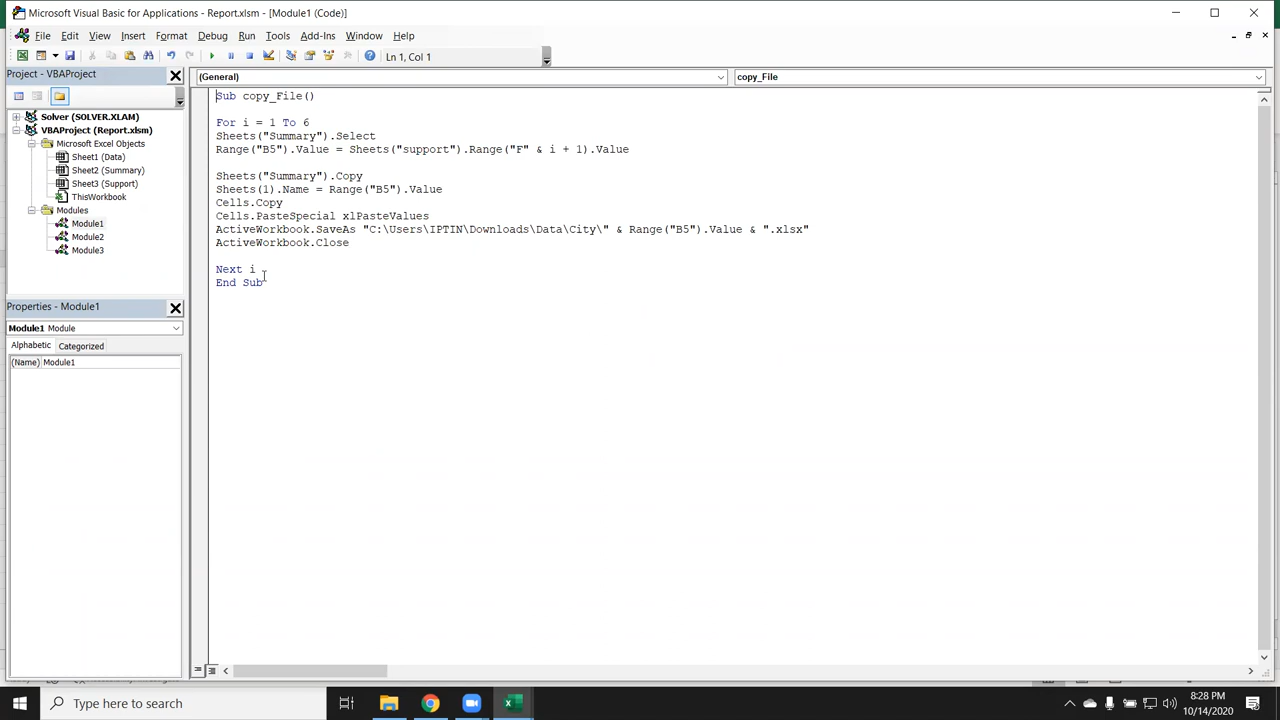 Microsoft Visual Basic for Applications - Report.xlsm - [Module1 (Code)]
File Edit View Insert Format Debug Run Tools Add-Ins Window Help
Ln 1, Col 1
Project - VBAProject
(General)
copy_File
Solver (SOLVER.XLAM)
VBAProject (Report.xlsm)
Microsoft Excel Objects
Sheet1 (Data)
Sheet2 (Summary)
Sheet3 (Support)
ThisWorkbook
Modules
Module1
Module2
Module3
Sub copy_File()
For i = 1 To 6
Sheets("Summary").Select
Range("B5").Value = Sheets("support").Range("F" & i + 1).Value
Sheets("Summary").Copy
Sheets(1).Name = Range("B5").Value
Cells.Copy
Cells.PasteSpecial xlPasteValues
ActiveWorkbook.SaveAs "C:\Users\IPTIN\Downloads\Data\City\" & Range("B5").Value & ".xlsx"
ActiveWorkbook.Close
Next i
End Sub
Properties - Module1
Module1 Module
Alphabetic Categorized
(Name) Module1
Type here to search
8:28 PM
10/14/2020